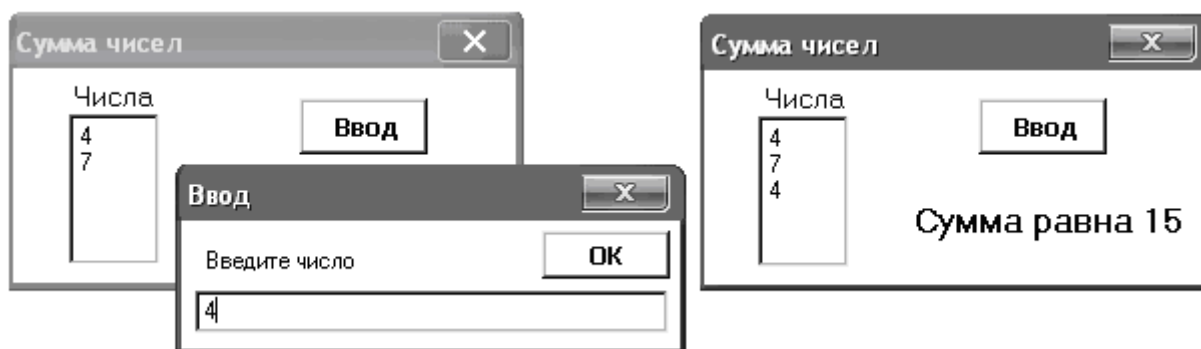 Сумма чисел
Числа
4
7
Ввод
Ввод
Введите число
OK
4
Сумма чисел
Числа
4
7
4
Ввод
Сумма равна 15